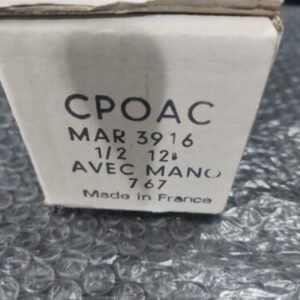 CPOAC
MAR 3916
1/2 12B
AVEC MANO
767
Made in France